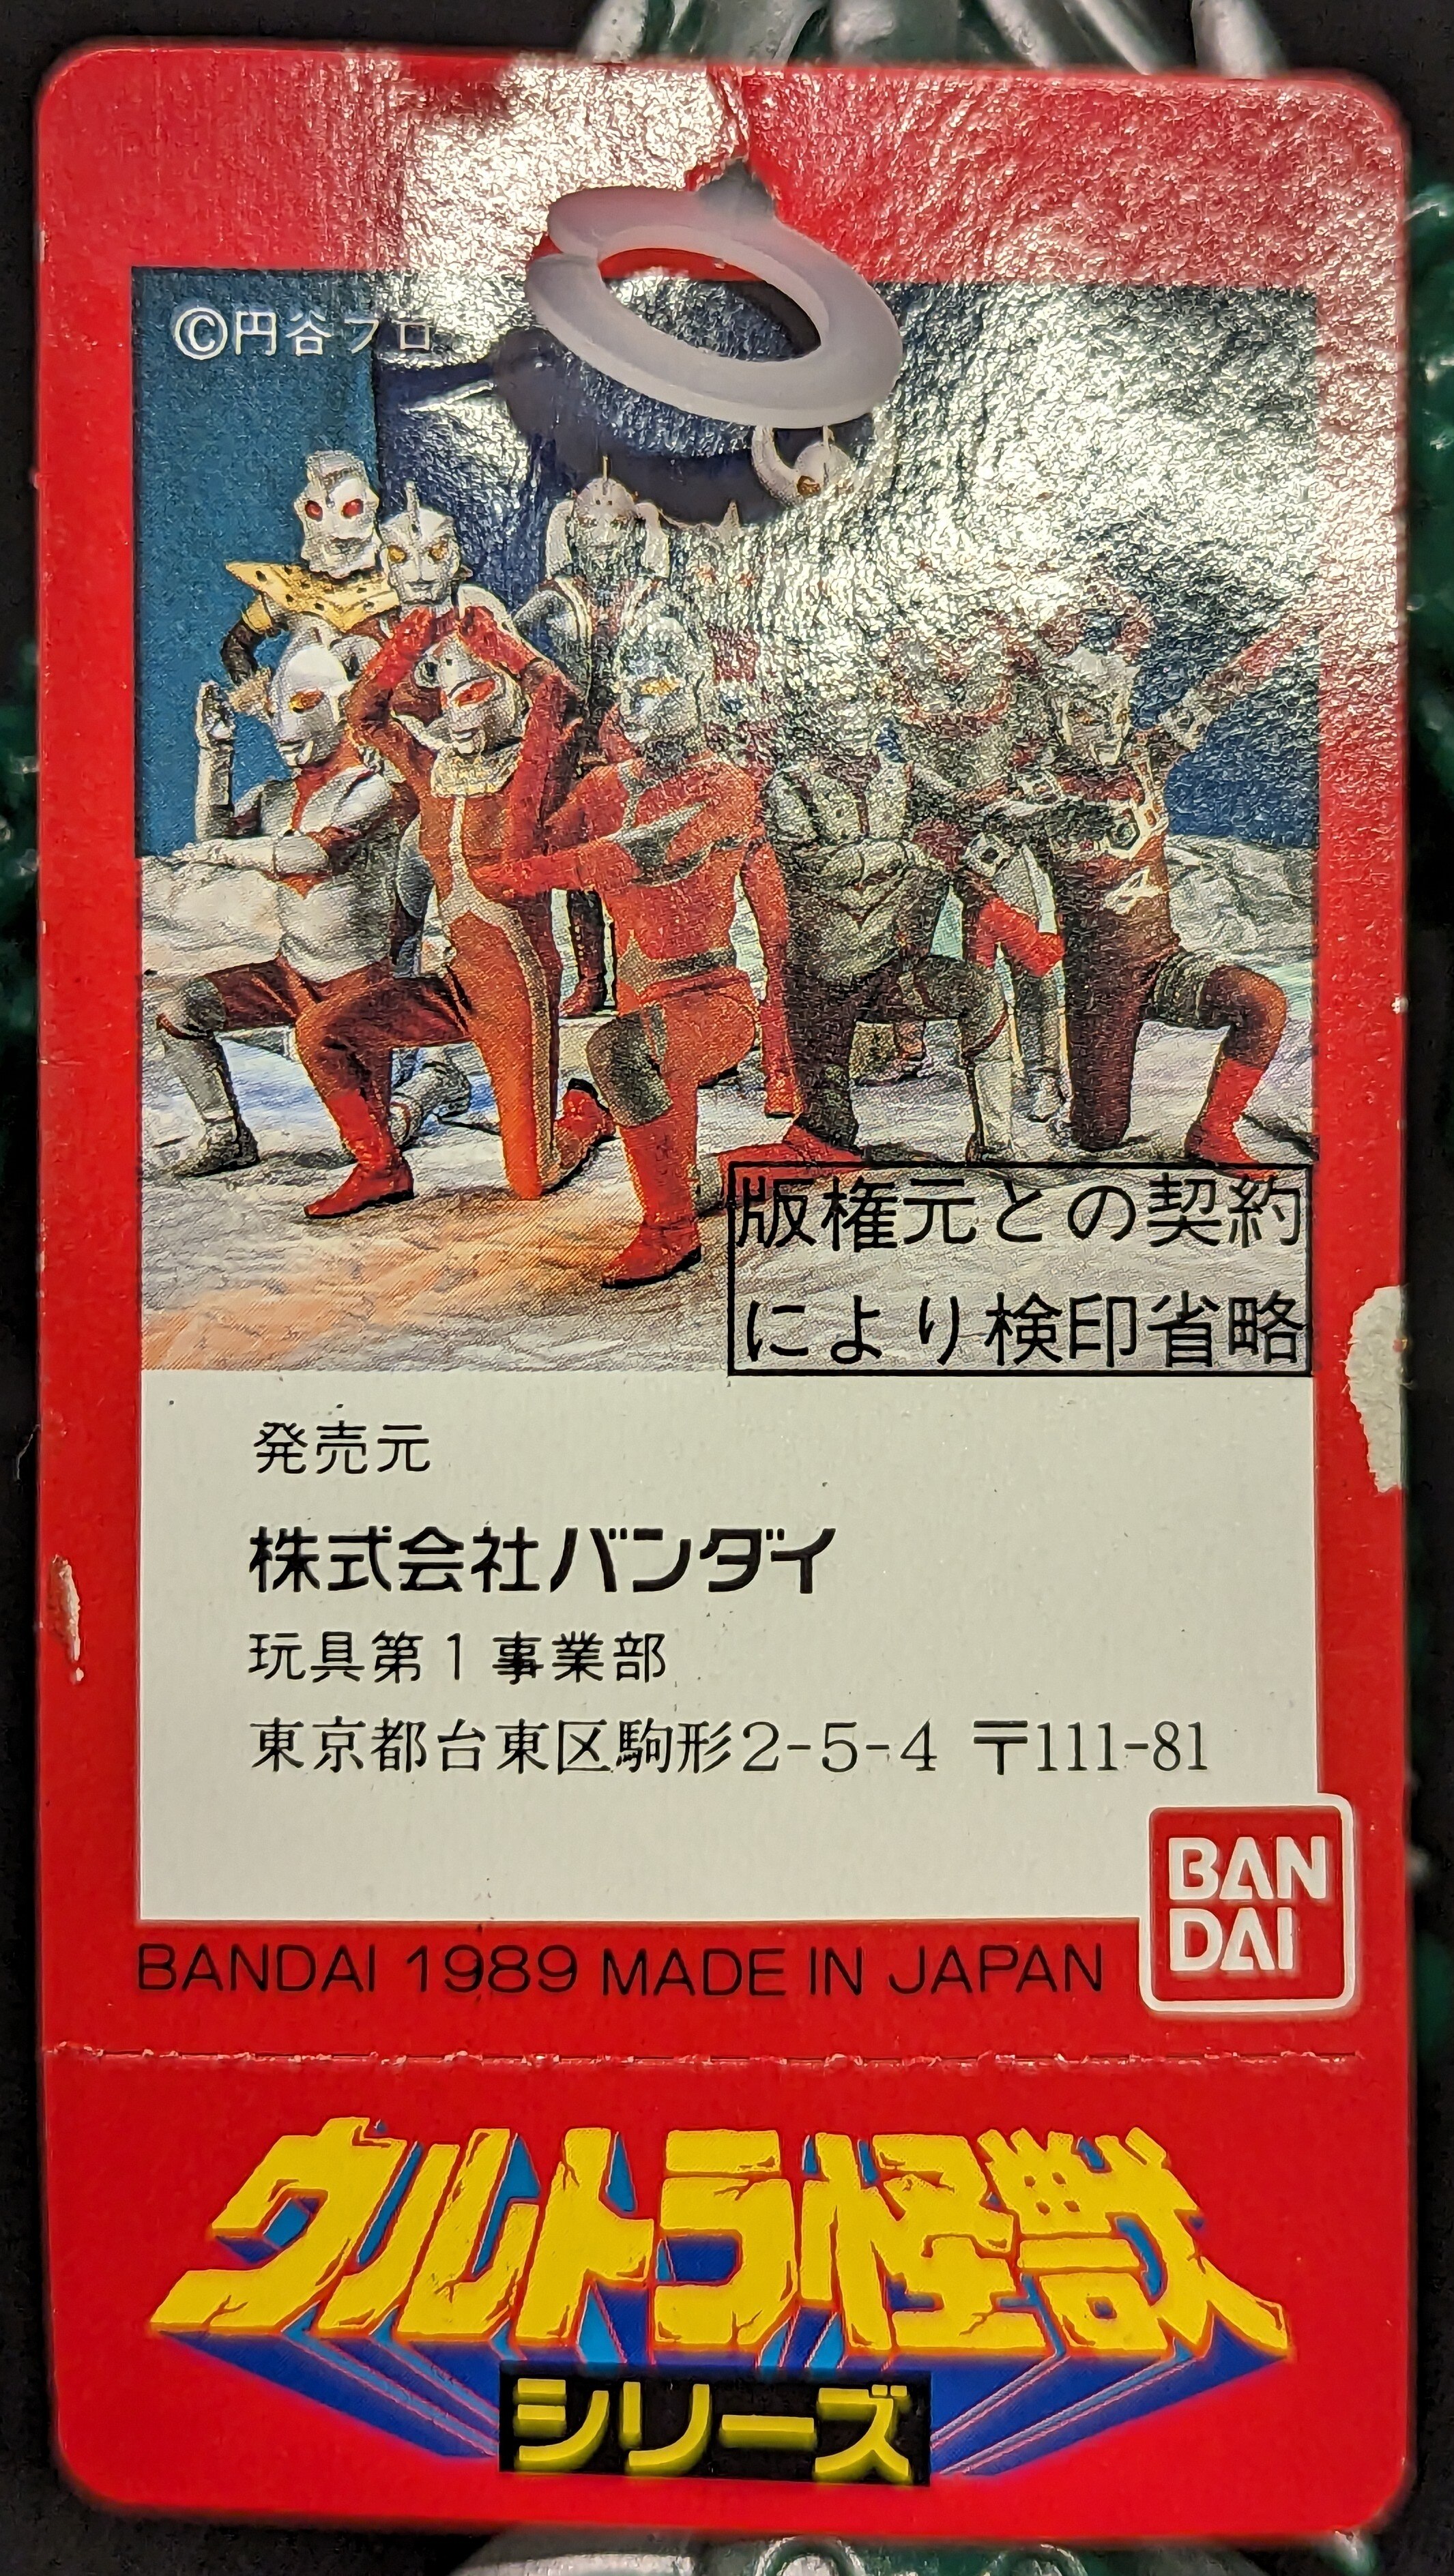 ©円谷プロ
版権元との契約
により検印省略
発売元
株式会社バンダイ
玩具第1事業部
東京都台東区駒形2-5-4 〒111-81
BAN
DAI
BANDAI 1989 MADE IN JAPAN
ウルトラ怪獣
シリーズ